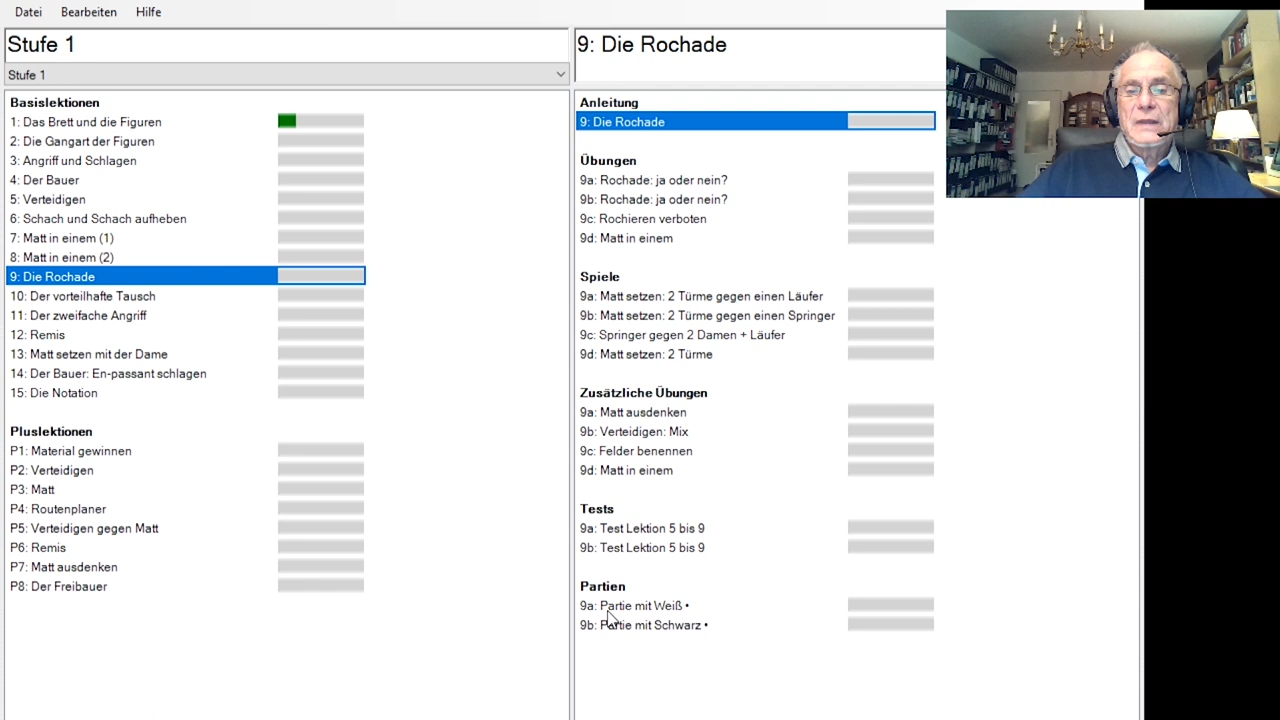 Datei Bearbeiten Hilfe
Stufe 1
Stufe 1
Basislektionen
1: Das Brett und die Figuren
2: Die Gangart der Figuren
3: Angriff und Schlagen
4: Der Bauer
5: Verteidigen
6: Schach und Schach aufheben
7: Matt in einem (1)
8: Matt in einem (2)
9: Die Rochade
10: Der vorteilhafte Tausch
11: Der zweifache Angriff
12: Remis
13: Matt setzen mit der Dame
14: Der Bauer: En-passant schlagen
15: Die Notation
Pluslektionen
P1: Material gewinnen
P2: Verteidigen
P3: Matt
P4: Routenplaner
P5: Verteidigen gegen Matt
P6: Remis
P7: Matt ausdenken
P8: Der Freibauer
9: Die Rochade
Anleitung
9: Die Rochade
Übungen
9a: Rochade: ja oder nein?
9b: Rochade: ja oder nein?
9c: Rochieren verboten
9d: Matt in einem
Spiele
9a: Matt setzen: 2 Türme gegen einen Läufer
9b: Matt setzen: 2 Türme gegen einen Springer
9c: Springer gegen 2 Damen + Läufer
9d: Matt setzen: 2 Türme
Zusätzliche Übungen
9a: Matt ausdenken
9b: Verteidigen: Mix
9c: Felder benennen
9d: Matt in einem
Tests
9a: Test Lektion 5 bis 9
9b: Test Lektion 5 bis 9
Partien
9a: Partie mit Weiß •
9b: Partie mit Schwarz •